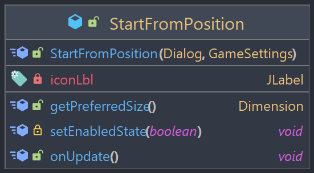 StartFromPosition
StartFromPosition(Dialog, GameSettings)
iconLbl JLabel
getPreferredSize() Dimension
setEnabledState(boolean) void
onUpdate() void